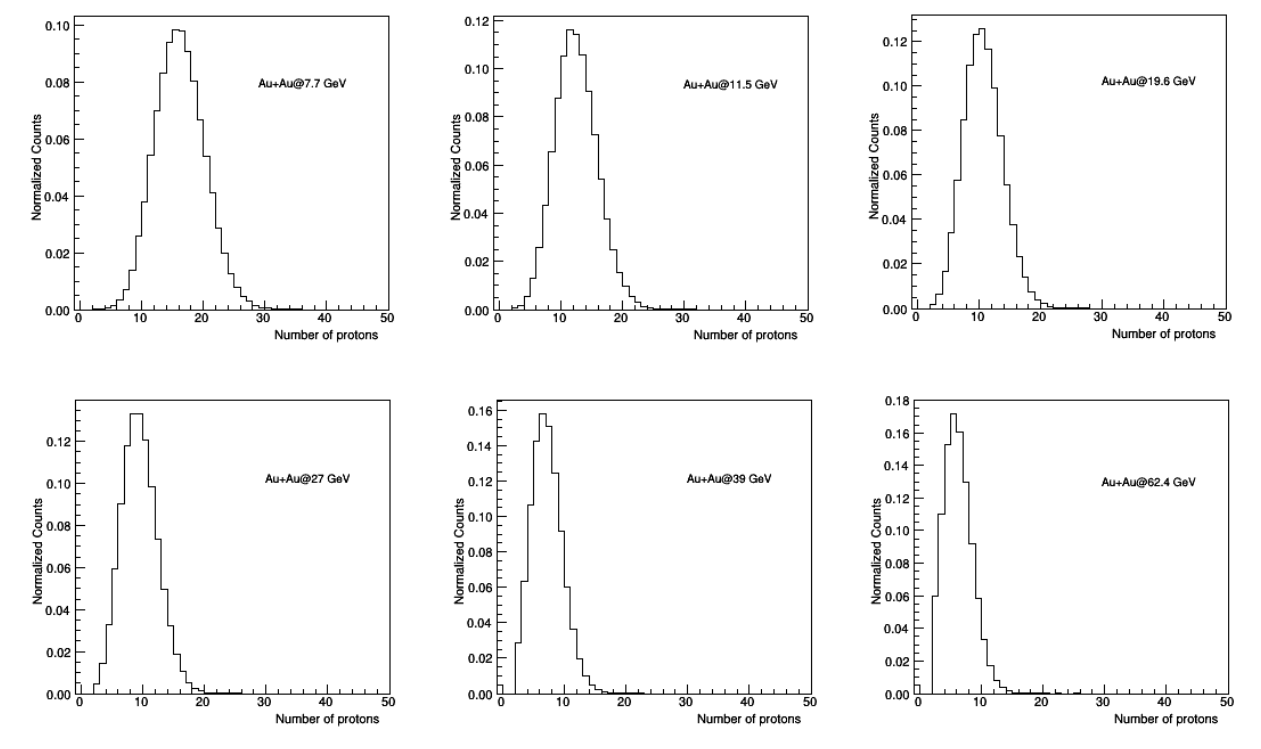 0.10
0.08
0.06
0.04
0.02
0.00
Normalized Counts
Au+Au@7.7 GeV
0 10 20 30 40 50
Number of protons
0.12
0.10
0.08
0.06
0.04
0.02
0.00
Normalized Counts
Au+Au@11.5 GeV
0 10 20 30 40 50
Number of protons
0.12
0.10
0.08
0.06
0.04
0.02
0.00
Normalized Counts
Au+Au@19.6 GeV
0 10 20 30 40 50
Number of protons
0.12
0.10
0.08
0.06
0.04
0.02
0.00
Normalized Counts
Au+Au@27 GeV
0 10 20 30 40 50
Number of protons
0.16
0.14
0.12
0.10
0.08
0.06
0.04
0.02
0.00
Normalized Counts
Au+Au@39 GeV
0 10 20 30 40 50
Number of protons
0.18
0.16
0.14
0.12
0.10
0.08
0.06
0.04
0.02
0.00
Normalized Counts
Au+Au@62.4 GeV
0 10 20 30 40 50
Number of protons